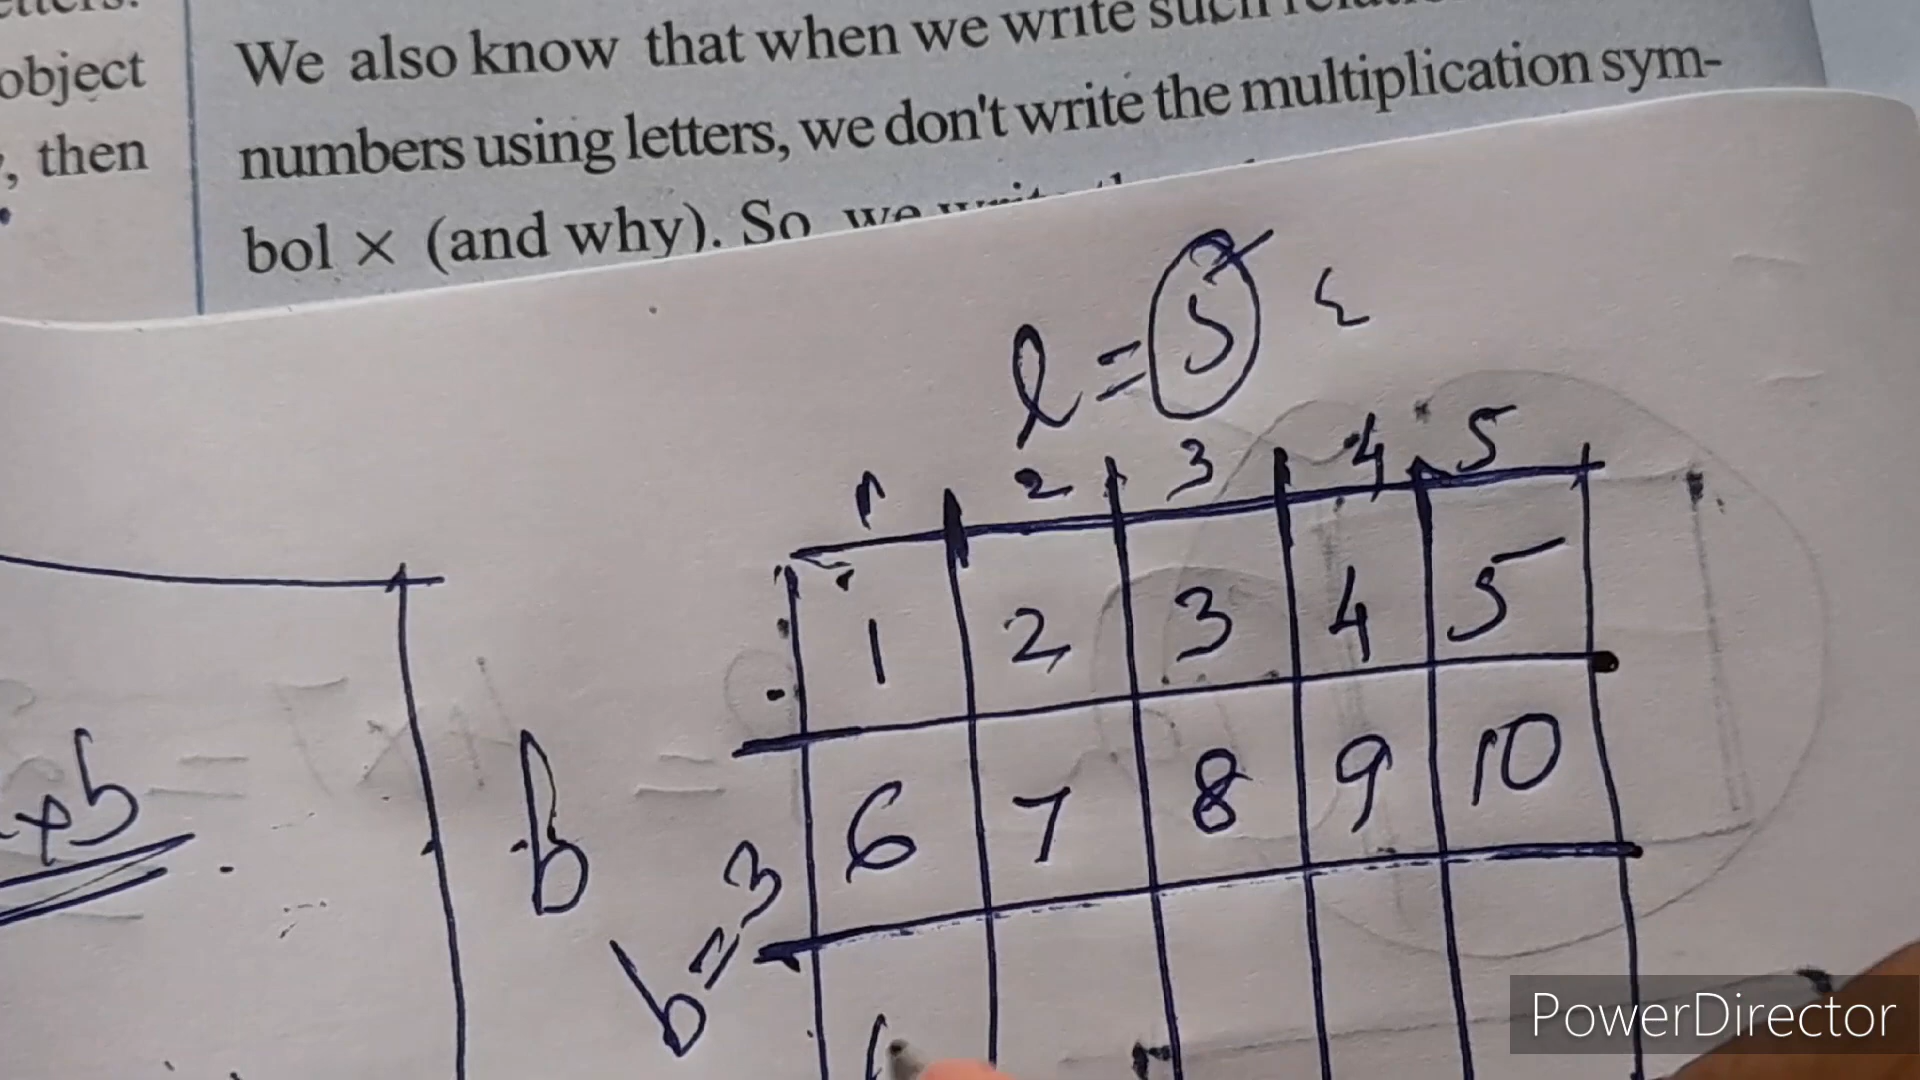 object
, then
We also know that when we write such
numbers using letters, we don't write the multiplication sym-
bol × (and why). So we
l = 5
1 2 3 4 5
1 2 3 4 5
6 7 8 9 10
×b
b
b=3
PowerDirector